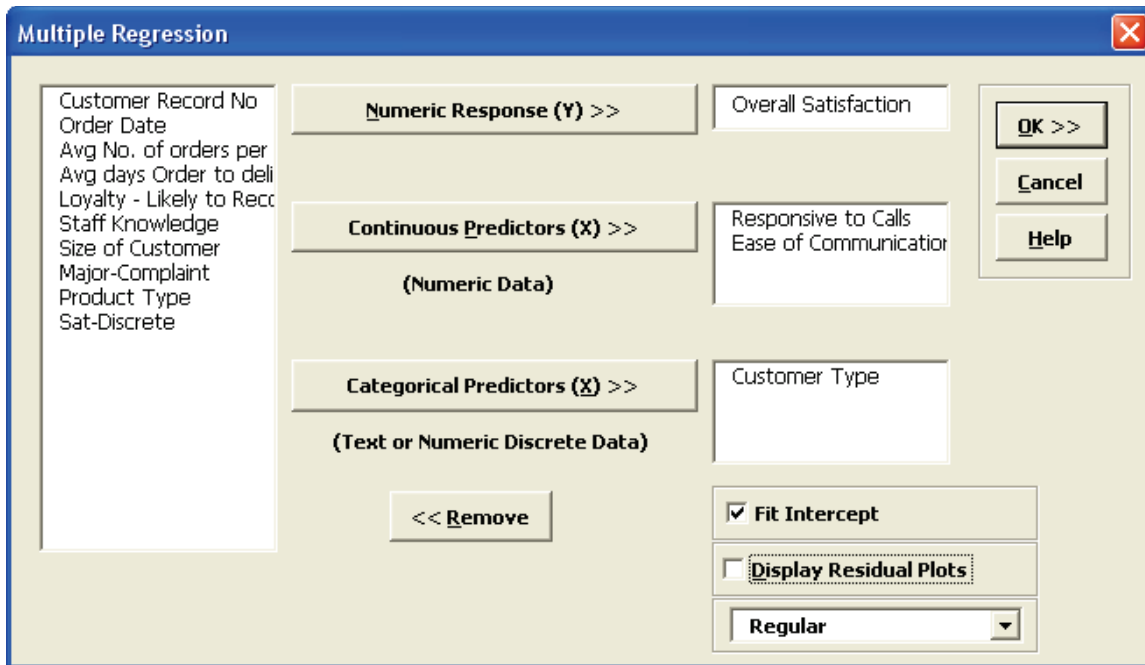 Multiple Regression
Customer Record No
Order Date
Avg No. of orders per
Avg days Order to deli
Loyalty - Likely to Reco
Staff Knowledge
Size of Customer
Major-Complaint
Product Type
Sat-Discrete
Numeric Response (Y) >>
Overall Satisfaction
Continuous Predictors (X) >>
(Numeric Data)
Responsive to Calls
Ease of Communication
Categorical Predictors (X) >>
(Text or Numeric Discrete Data)
Customer Type
<< Remove
Fit Intercept
Display Residual Plots
Regular
OK >>
Cancel
Help